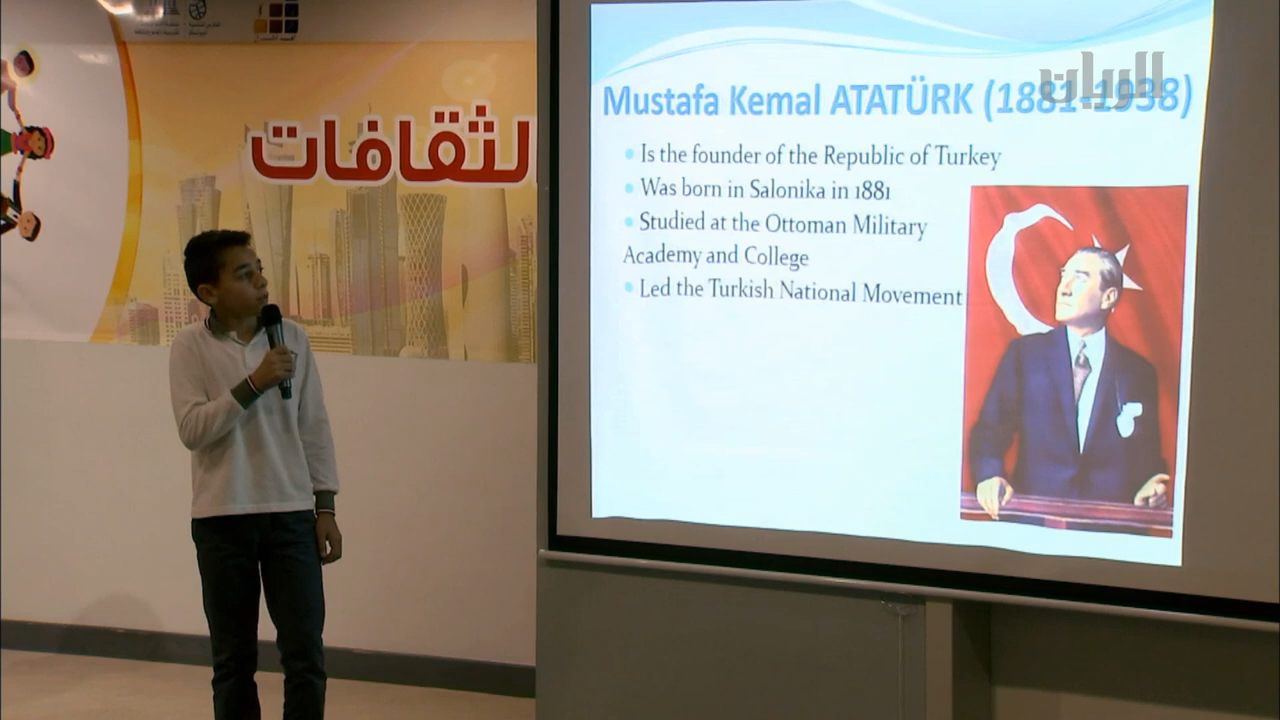 الريان
لثقافات
Mustafa Kemal ATATÜRK (1881-1938)
• Is the founder of the Republic of Turkey
• Was born in Salonika in 1881
• Studied at the Ottoman Military
Academy and College
• Led the Turkish National Movement